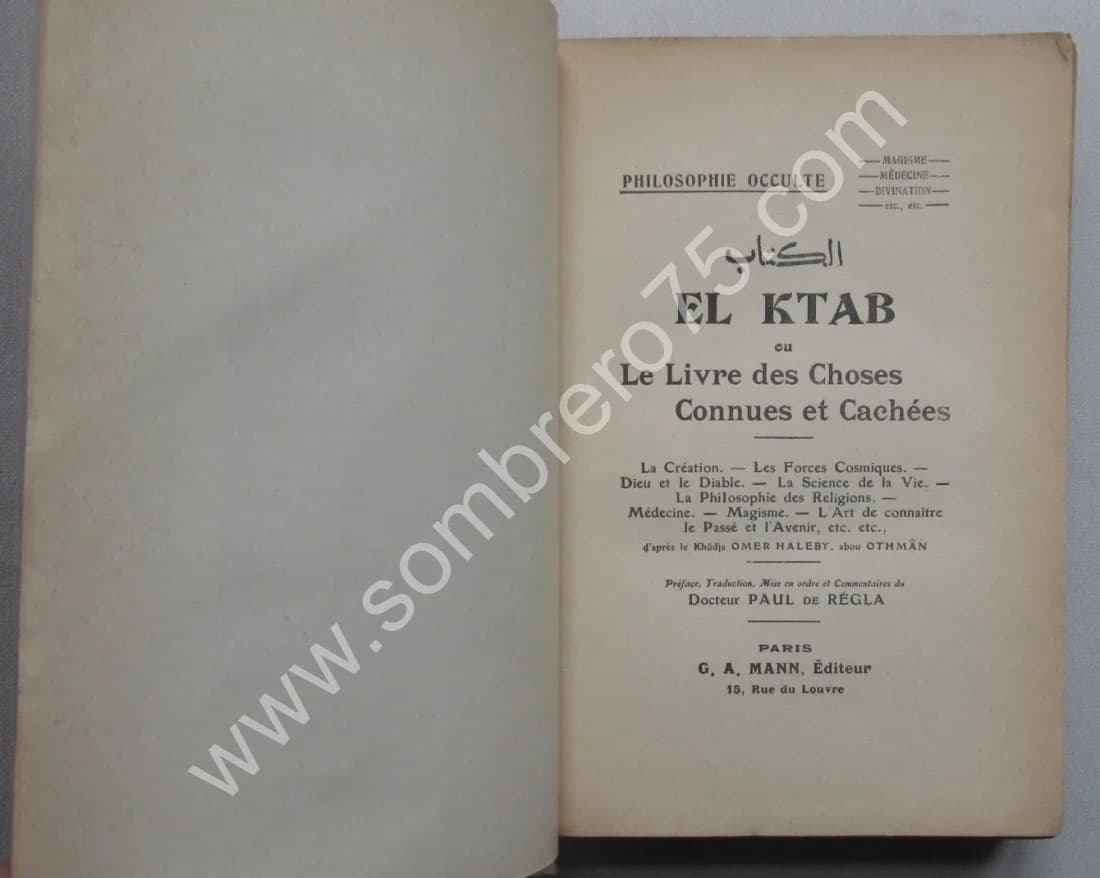 PHILOSOPHIE OCCULTE
MAGISME
MÉDECINE
DIVINATION
etc., etc.
الكتاب
EL KTAB
ou
Le Livre des Choses
Connues et Cachées
La Création. — Les Forces Cosmiques. —
Dieu et le Diable. — La Science de la Vie. —
La Philosophie des Religions. —
Médecine. — Magisme. — L'Art de connaître
le Passé et l'Avenir, etc. etc.,
d'après le Khôdja OMER HALEBY, abou OTHMÂN
Préface, Traduction, Mise en ordre et Commentaires du
Docteur PAUL DE RÉGLA
PARIS
G. A. MANN, Éditeur
15, Rue du Louvre
www.sombrero75.com